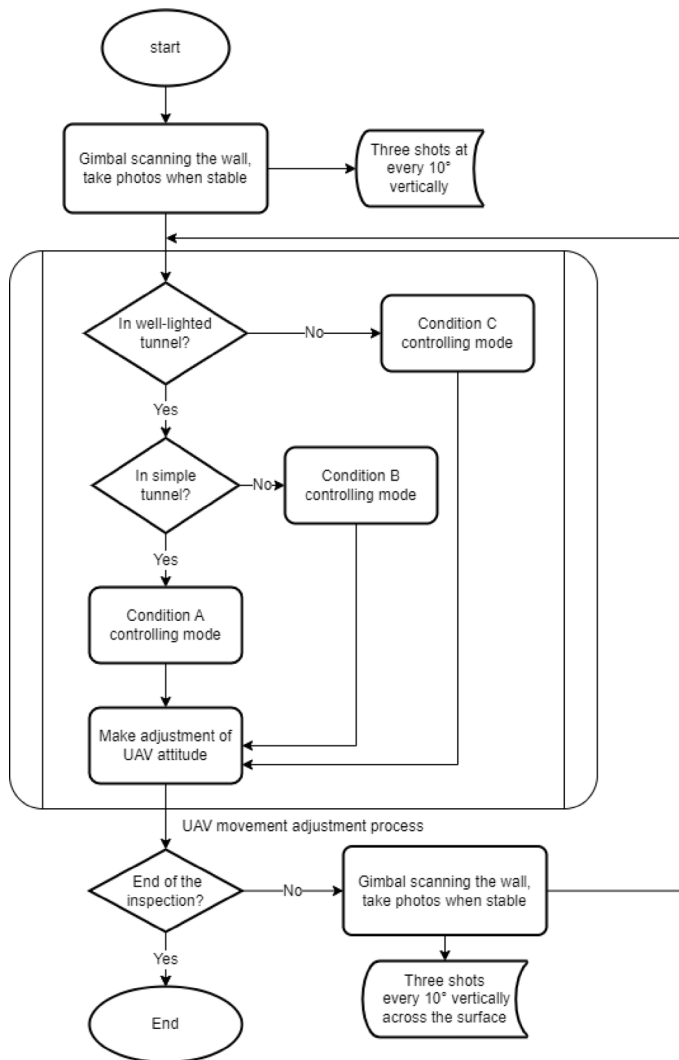 start
Gimbal scanning the wall,
take photos when stable
Three shots at
every 10° 
vertically
In well-lighted
tunnel?
No
Condition C
controlling mode
Yes
In simple
tunnel?
No
Condition B
controlling mode
Yes
Condition A
controlling mode
Make adjustment of
UAV attitude
UAV movement adjustment process
End of the
inspection?
No
Gimbal scanning the wall,
take photos when stable
Yes
Three shots
every 10° vertically
across the surface
End